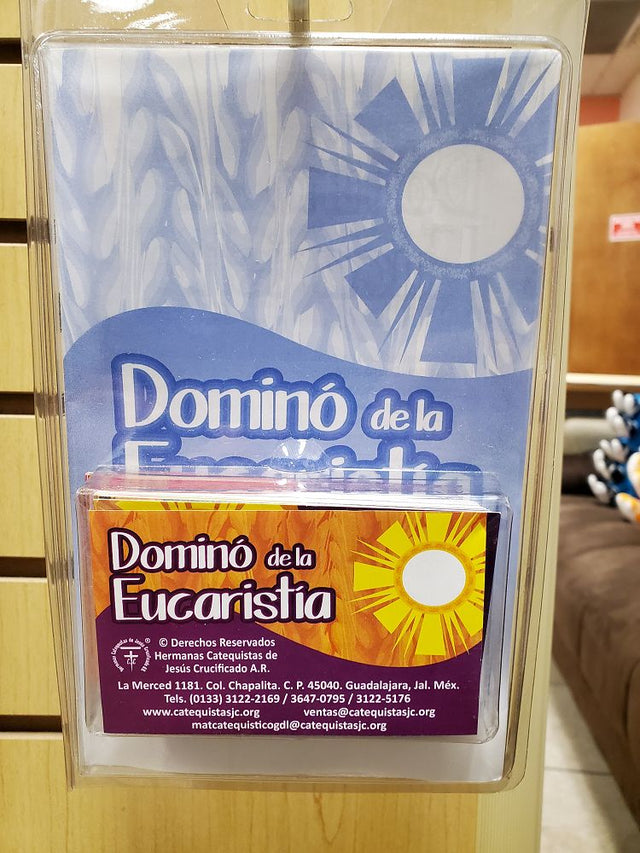 Dominó de la
Eucaristía
Dominó de la
Eucaristía
© Derechos Reservados
Hermanas Catequistas de
Jesús Crucificado A.R.
La Merced 1181. Col. Chapalita. C. P. 45040. Guadalajara, Jal. Méx.
Tels. (0133) 3122-2169 / 3647-0795 / 3122-5176
www.catequistasjc.org ventas@catequistasjc.org
matcatequisticogdl@catequistasjc.org